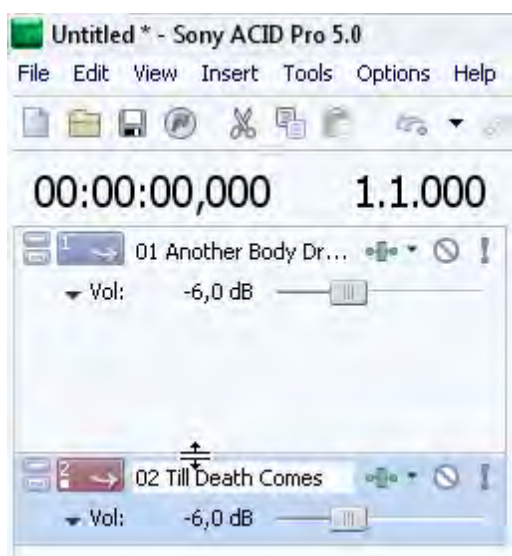 Untitled * - Sony ACID Pro 5.0
File Edit View Insert Tools Options Help
00:00:00,000 1.1.000
1 01 Another Body Dr...
Vol: -6,0 dB
2 02 Till Death Comes
Vol: -6,0 dB